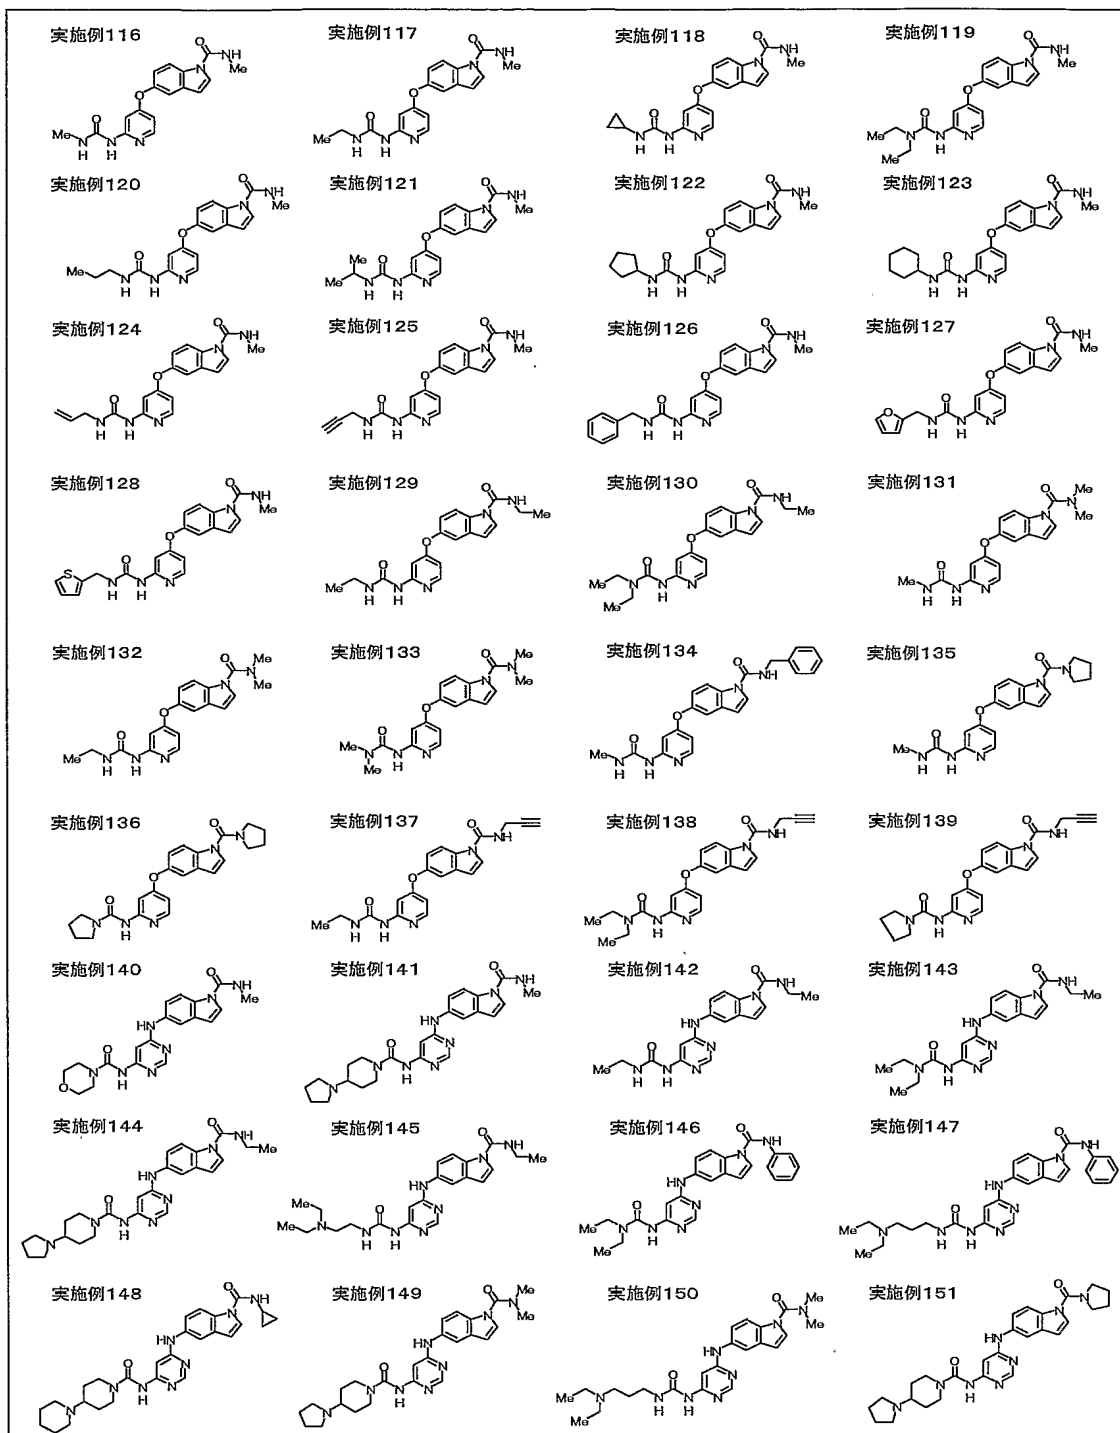 実施例116 実施例117 実施例118 実施例119
実施例120 実施例121 実施例122 実施例123
実施例124 実施例125 実施例126 実施例127
実施例128 実施例129 実施例130 実施例131
実施例132 実施例133 実施例134 実施例135
実施例136 実施例137 実施例138 実施例139
実施例140 実施例141 実施例142 実施例143
実施例144 実施例145 実施例146 実施例147
実施例148 実施例149 実施例150 実施例151